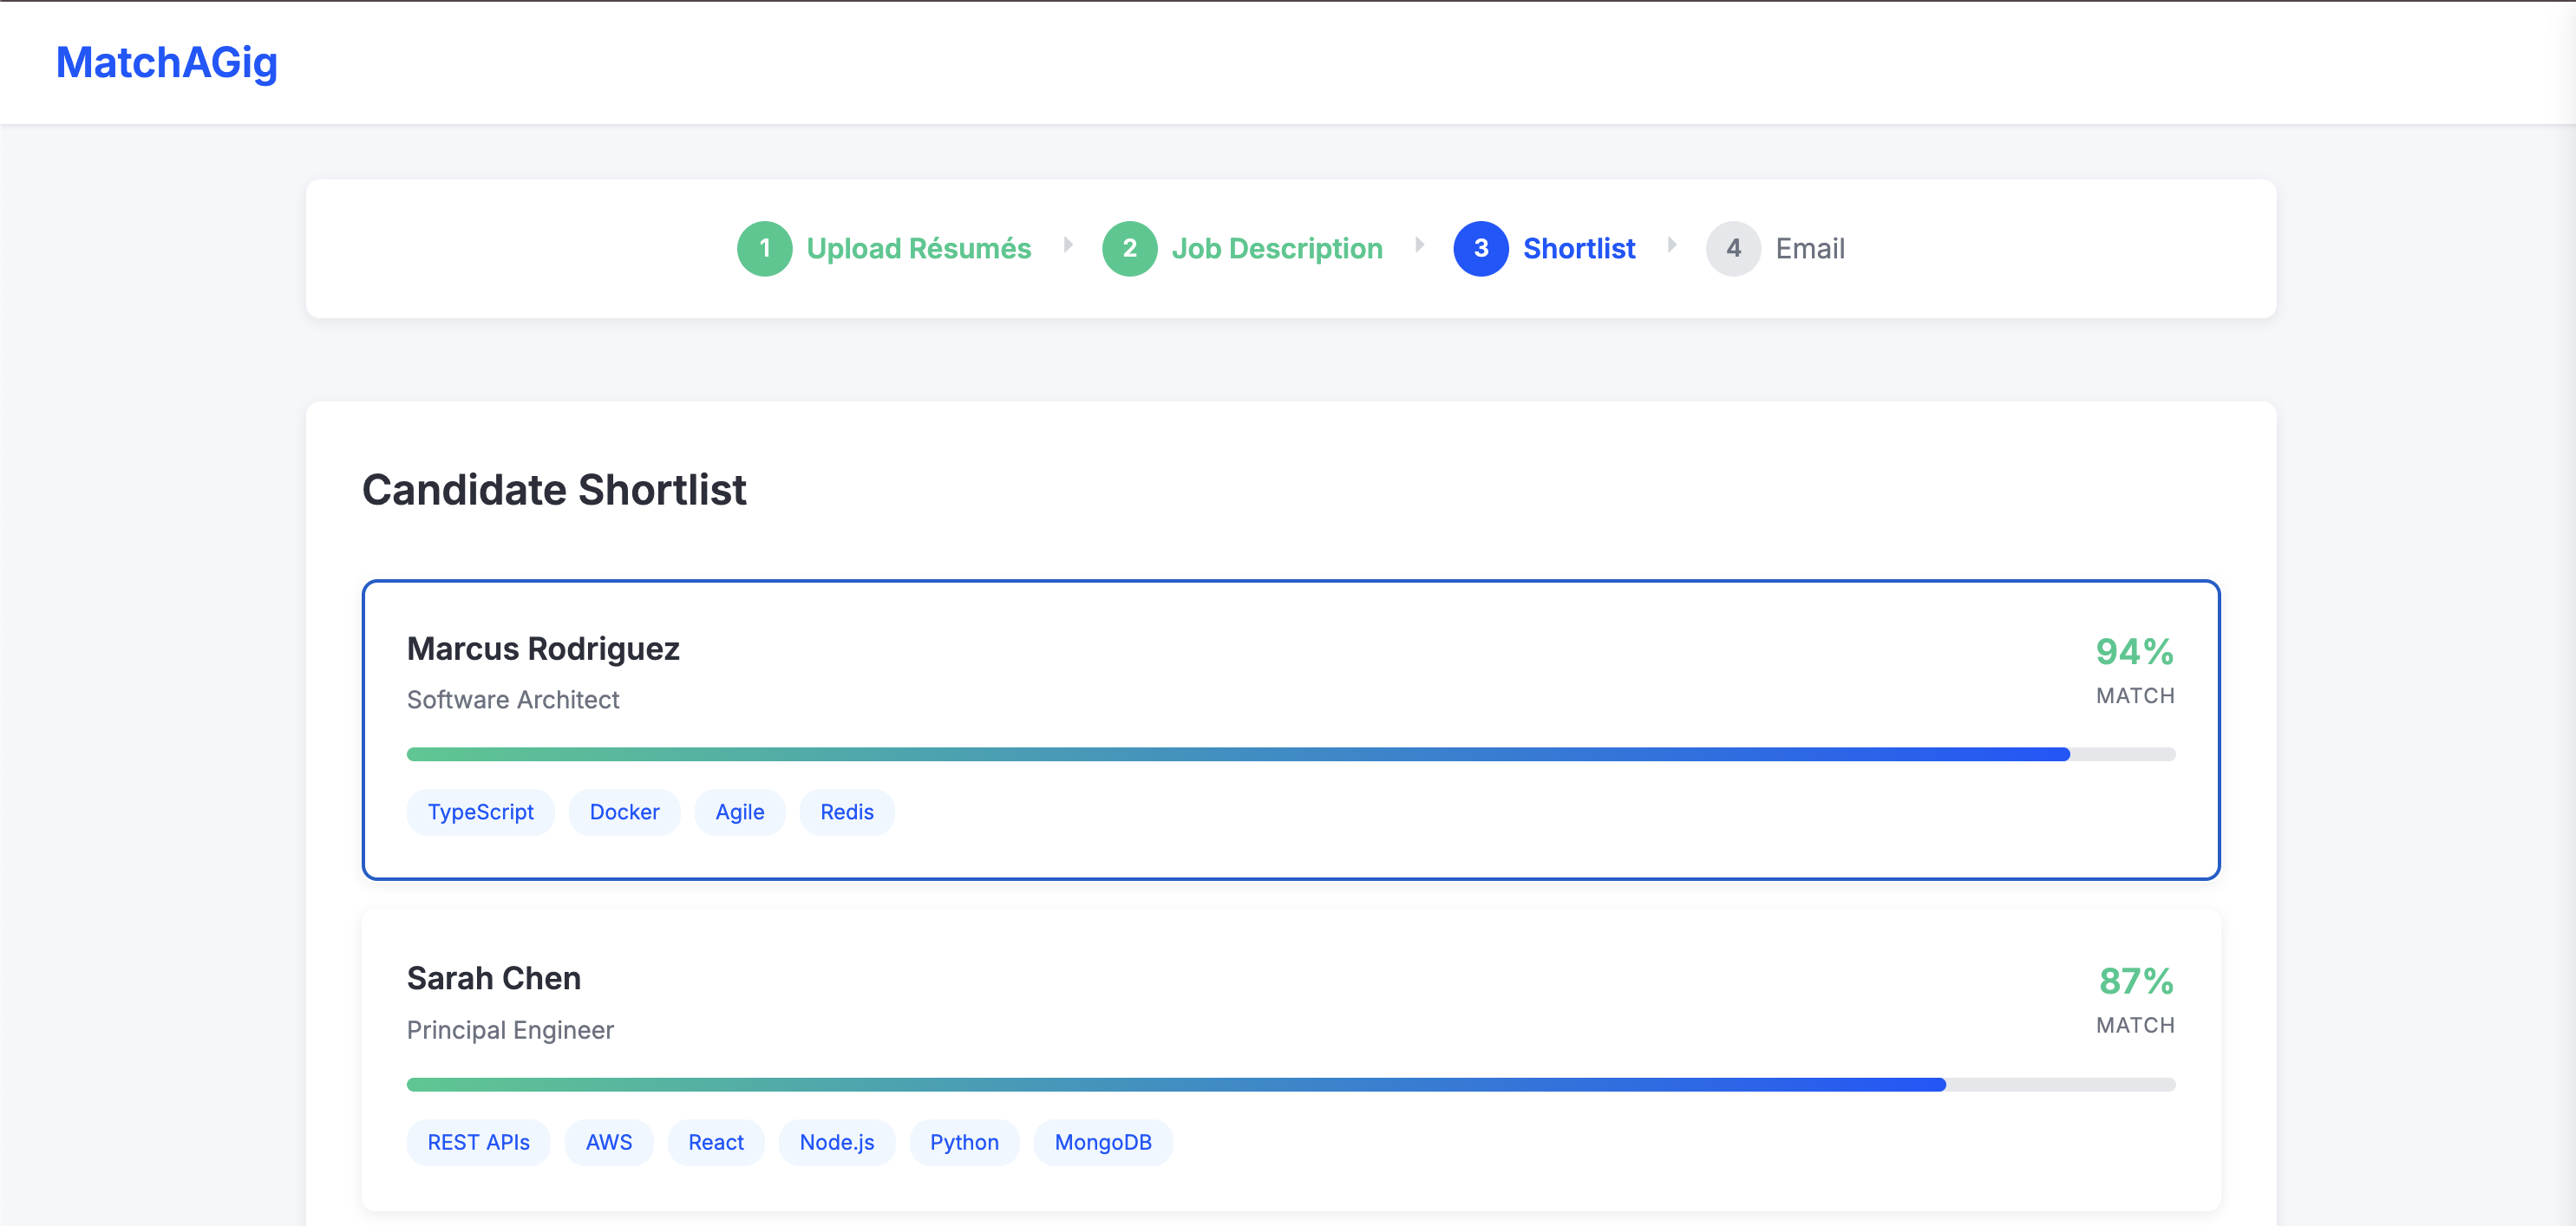 MatchAGig
1 Upload Résumés 2 Job Description 3 Shortlist 4 Email
Candidate Shortlist
Marcus Rodriguez
94%
Software Architect
MATCH
TypeScript Docker Agile Redis
Sarah Chen
87%
Principal Engineer
MATCH
REST APIs AWS React Node.js Python MongoDB